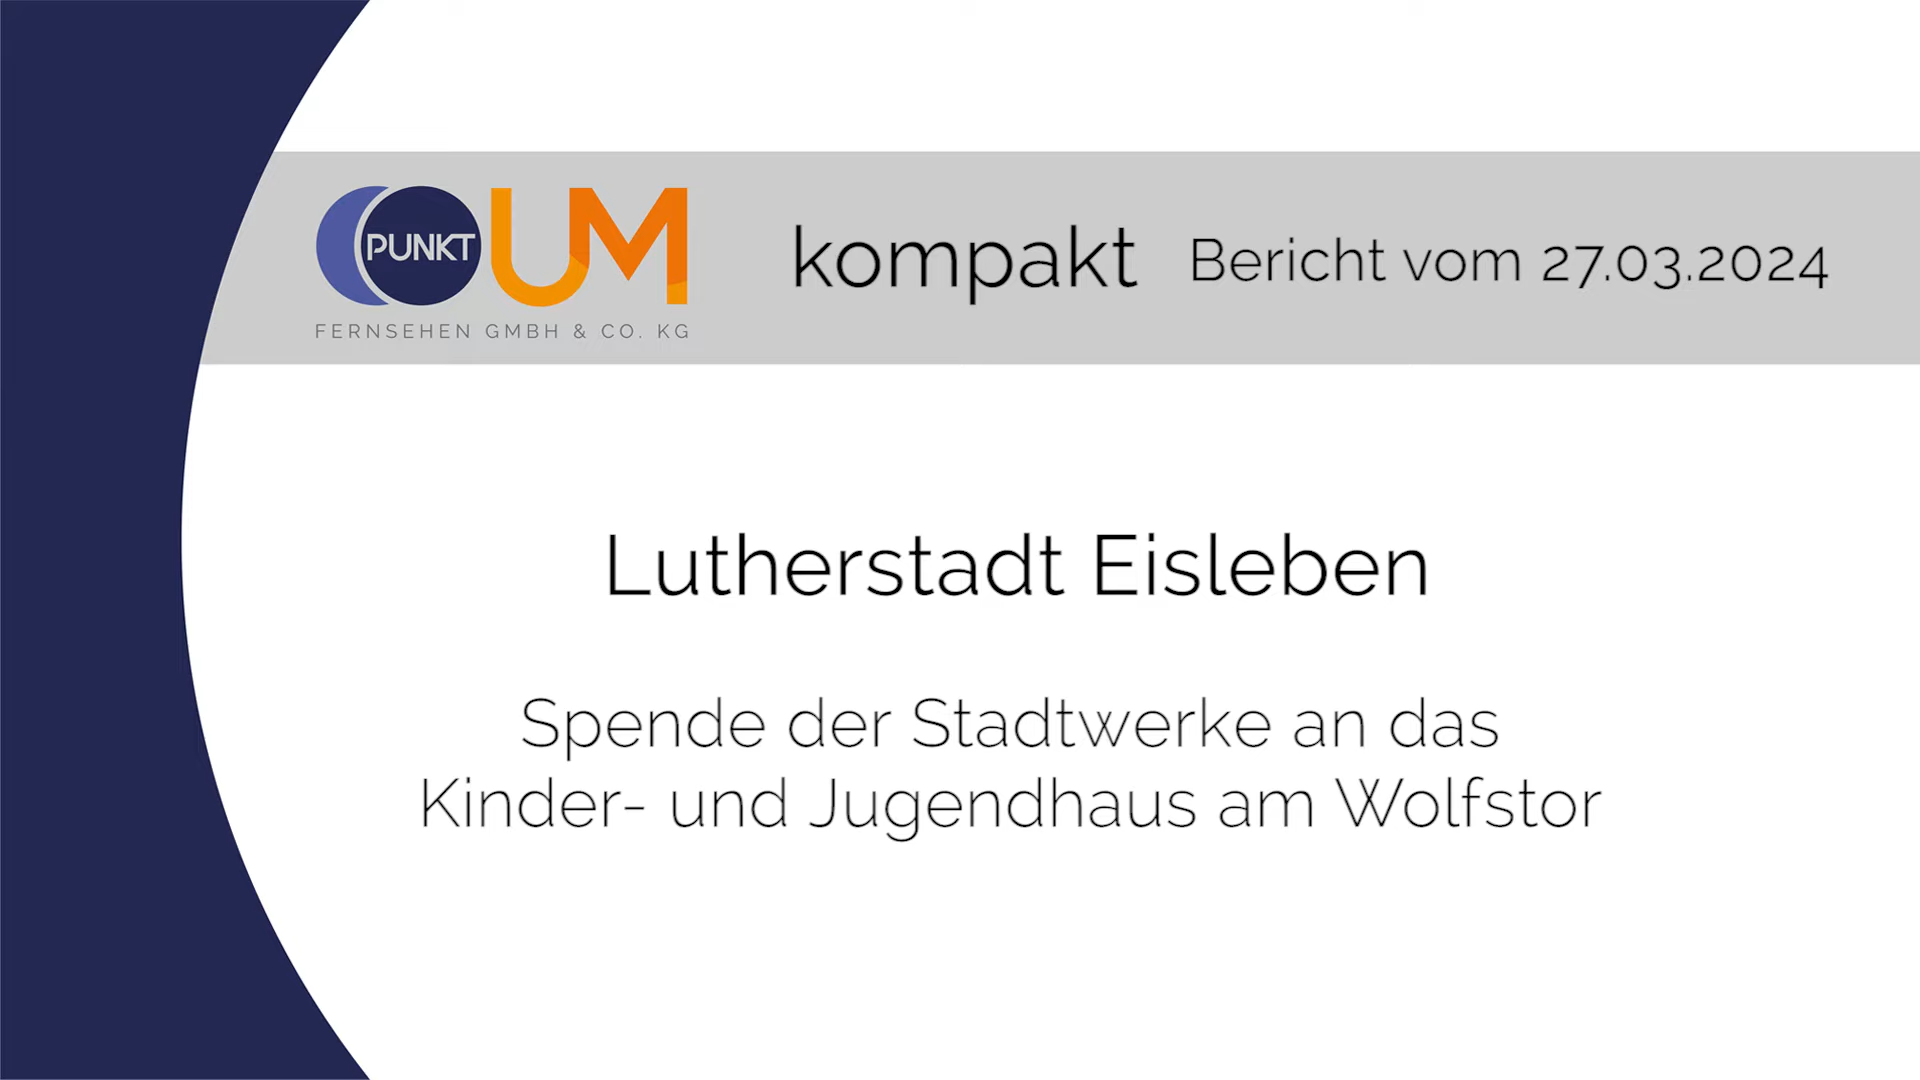 PUNKT UM
FERNSEHEN GMBH & CO. KG
kompakt Bericht vom 27.03.2024
Lutherstadt Eisleben
Spende der Stadtwerke an das
Kinder- und Jugendhaus am Wolfstor